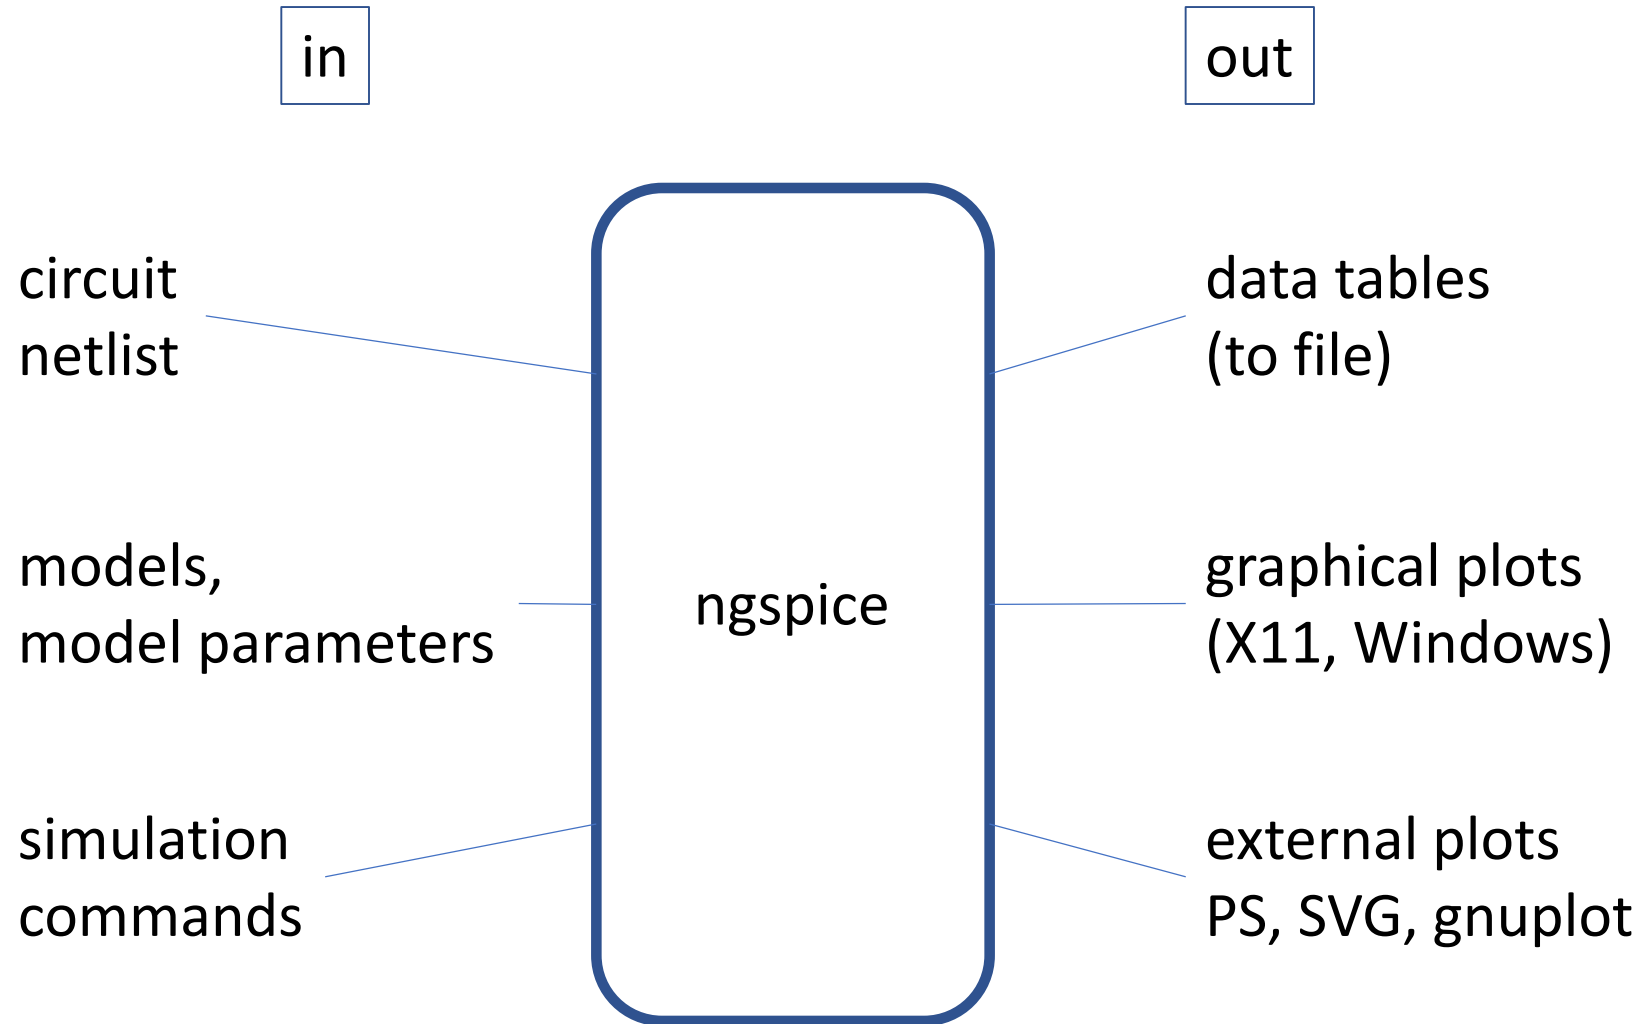 in
out
circuit
netlist
models,
model parameters
simulation
commands
ngspice
data tables
(to file)
graphical plots
(X11, Windows)
external plots
PS, SVG, gnuplot